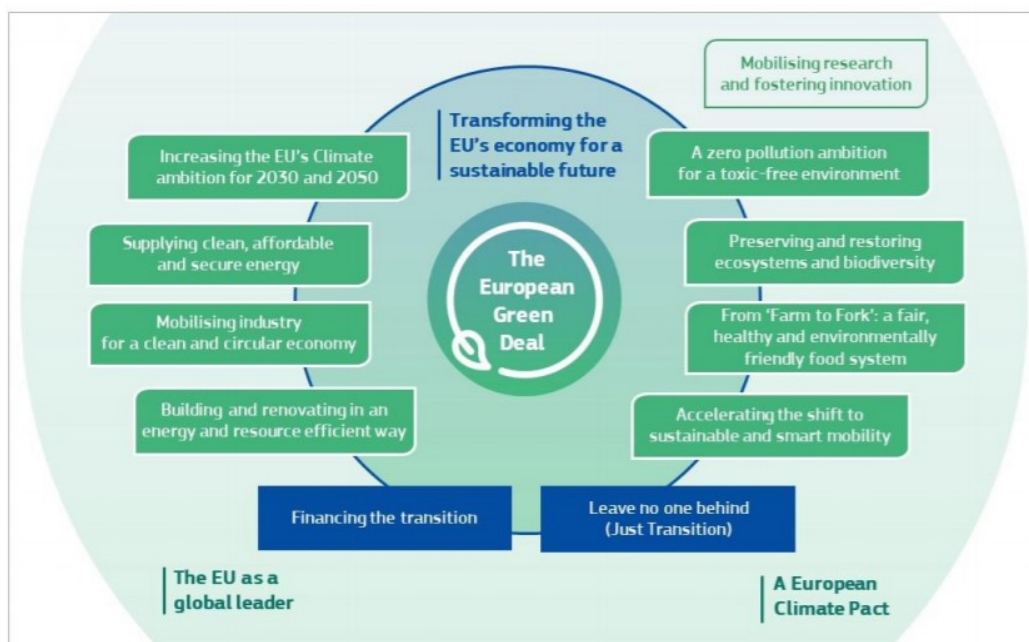 Mobilising research
and fostering innovation
Transforming the
EU's economy for a
sustainable future
Increasing the EU's Climate
ambition for 2030 and 2050
A zero pollution ambition
for a toxic-free environment
Supplying clean, affordable
and secure energy
Preserving and restoring
ecosystems and biodiversity
The
European
Green
Deal
Mobilising industry
for a clean and circular economy
From 'Farm to Fork': a fair,
healthy and environmentally
friendly food system
Building and renovating in an
energy and resource efficient way
Accelerating the shift to
sustainable and smart mobility
Financing the transition
Leave no one behind
(Just Transition)
The EU as a
global leader
A European
Climate Pact